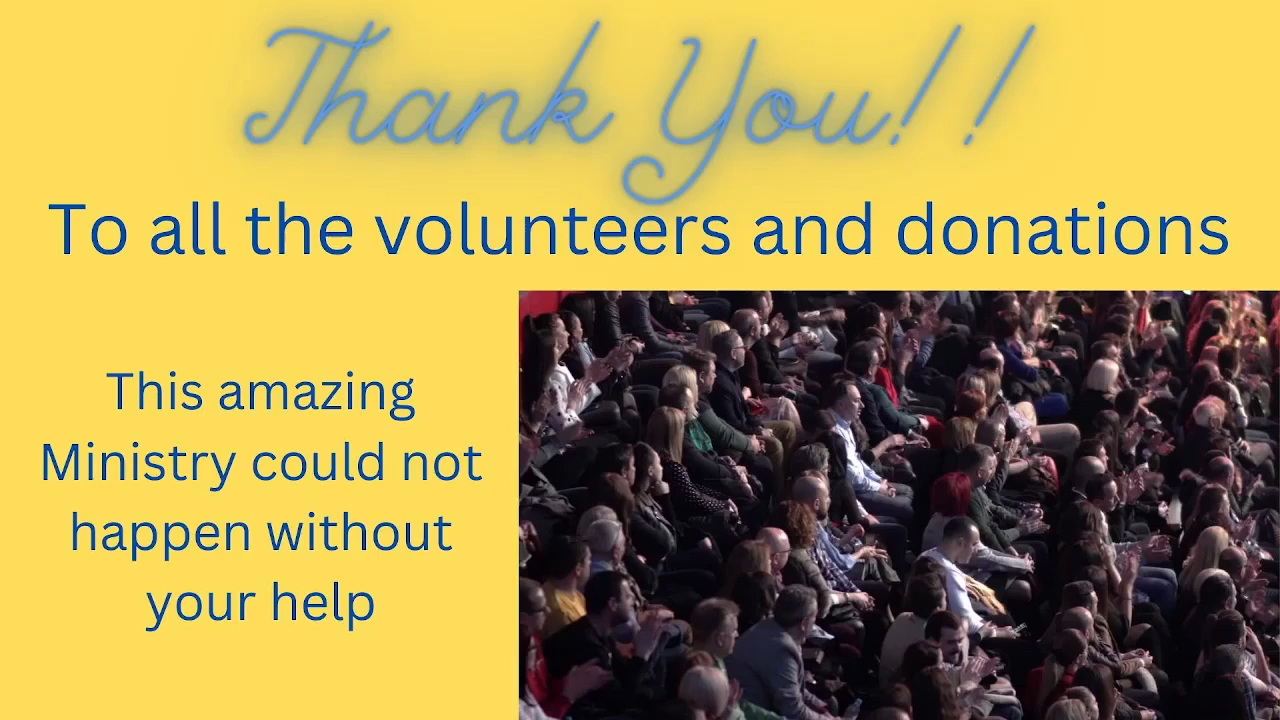 Thank You!!
To all the volunteers and donations
This amazing
Ministry could not
happen without
your help